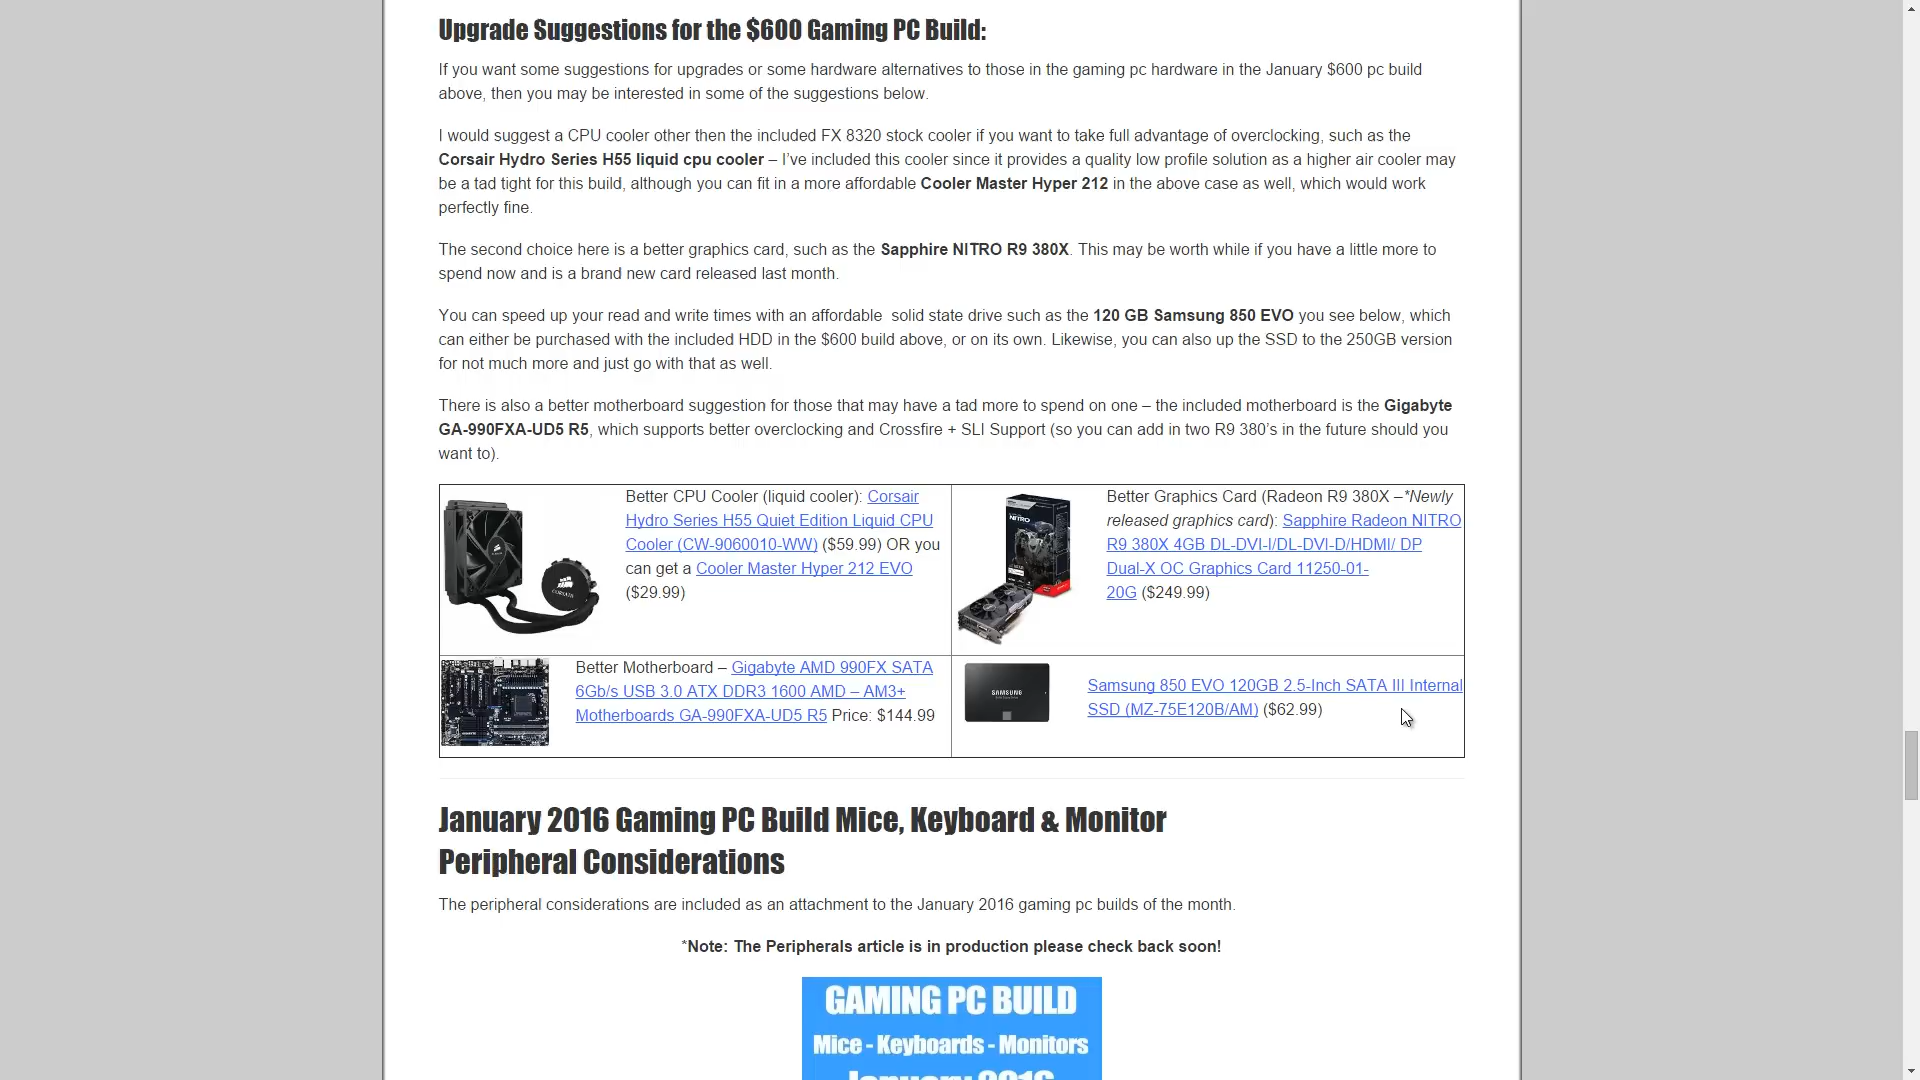 Upgrade Suggestions for the $600 Gaming PC Build:
If you want some suggestions for upgrades or some hardware alternatives to those in the gaming pc hardware in the January $600 pc build
above, then you may be interested in some of the suggestions below.
I would suggest a CPU cooler other then the included FX 8320 stock cooler if you want to take full advantage of overclocking, such as the
Corsair Hydro Series H55 liquid cpu cooler – I've included this cooler since it provides a quality low profile solution as a higher air cooler may
be a tad tight for this build, although you can fit in a more affordable Cooler Master Hyper 212 in the above case as well, which would work
perfectly fine.
The second choice here is a better graphics card, such as the Sapphire NITRO R9 380X. This may be worth while if you have a little more to
spend now and is a brand new card released last month.
You can speed up your read and write times with an affordable  solid state drive such as the 120 GB Samsung 850 EVO you see below, which
can either be purchased with the included HDD in the $600 build above, or on its own. Likewise, you can also up the SSD to the 250GB version
for not much more and just go with that as well.
There is also a better motherboard suggestion for those that may have a tad more to spend on one – the included motherboard is the Gigabyte
GA-990FXA-UD5 R5, which supports better overclocking and Crossfire + SLI Support (so you can add in two R9 380's in the future should you
want to).
Better CPU Cooler (liquid cooler): Corsair
Hydro Series H55 Quiet Edition Liquid CPU
Cooler (CW-9060010-WW) ($59.99) OR you
can get a Cooler Master Hyper 212 EVO
($29.99)
CORSAIR
NITRO
Better Graphics Card (Radeon R9 380X –*Newly
released graphics card): Sapphire Radeon NITRO
R9 380X 4GB DL-DVI-I/DL-DVI-D/HDMI/ DP
Dual-X OC Graphics Card 11250-01-
20G ($249.99)
Better Motherboard – Gigabyte AMD 990FX SATA
6Gb/s USB 3.0 ATX DDR3 1600 AMD – AM3+
Motherboards GA-990FXA-UD5 R5 Price: $144.99
SAMSUNG
Samsung 850 EVO 120GB 2.5-Inch SATA III Internal
SSD (MZ-75E120B/AM) ($62.99)
January 2016 Gaming PC Build Mice, Keyboard & Monitor
Peripheral Considerations
The peripheral considerations are included as an attachment to the January 2016 gaming pc builds of the month.
*Note: The Peripherals article is in production please check back soon!
GAMING PC BUILD
Mice - Keyboards - Monitors
January 2016